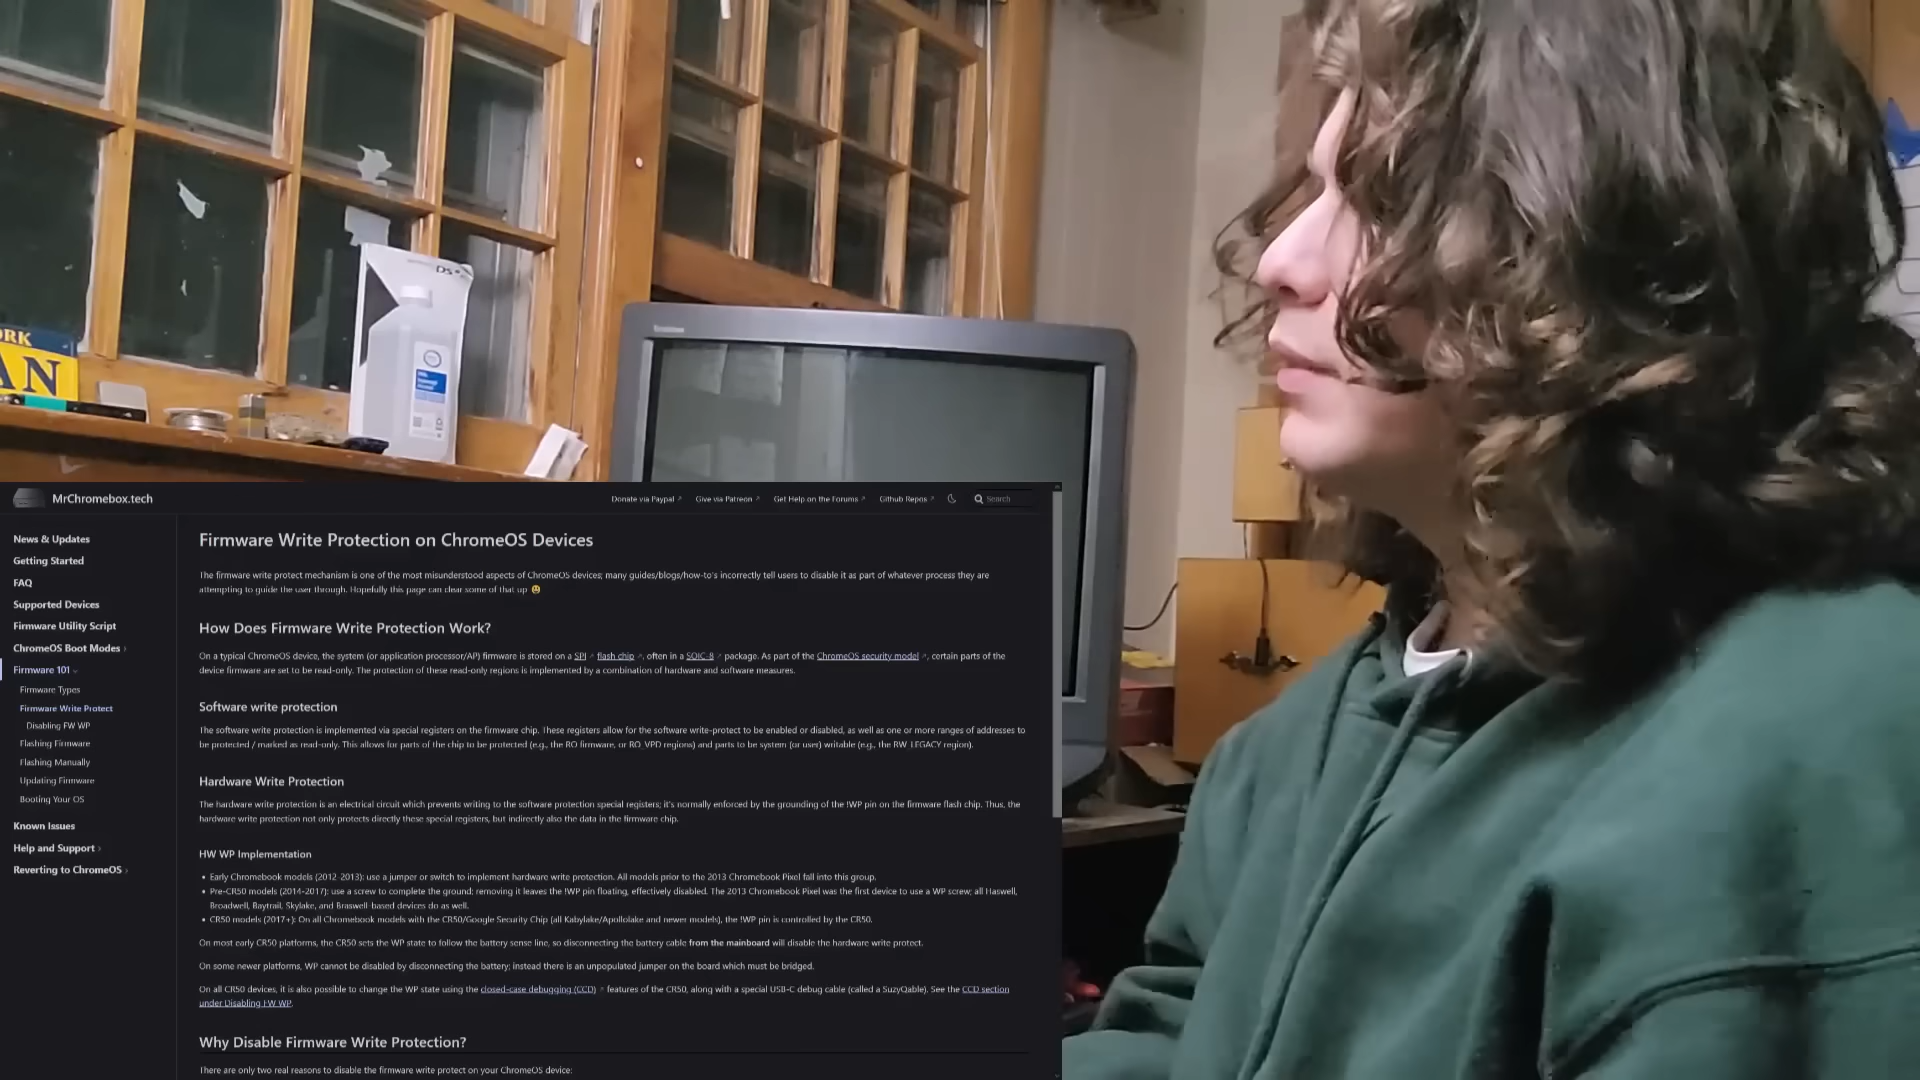 DS
ORK
AN
MrChromebox.tech
Donate via Paypal
Give via Patreon
Get Help on the Forums
Github Repos
Search
News & Updates
Getting Started
FAQ
Supported Devices
Firmware Utility Script
ChromeOS Boot Modes
Firmware 101
Firmware Types
Firmware Write Protect
Disabling FW WP
Flashing Firmware
Flashing Manually
Updating Firmware
Booting Your OS
Known Issues
Help and Support
Reverting to ChromeOS
Firmware Write Protection on ChromeOS Devices
The firmware write protect mechanism is one of the most misunderstood aspects of ChromeOS devices; many guides/blogs/how-to's incorrectly tell users to disable it as part of whatever process they are
attempting to guide the user through. Hopefully this page can clear some of that up 😃
How Does Firmware Write Protection Work?
On a typical ChromeOS device, the system (or application processor/AP) firmware is stored on a SPI flash chip, often in a SOIC-8 package. As part of the ChromeOS security model, certain parts of the
device firmware are set to be read-only. The protection of these read-only regions is implemented by a combination of hardware and software measures.
Software write protection
The software write protection is implemented via special registers on the firmware chip. These registers allow for the software write-protect to be enabled or disabled, as well as one or more ranges of addresses to
be protected / marked as read-only. This allows for parts of the chip to be protected (e.g., the RO firmware, or RO_VPD regions) and parts to be system (or user) writable (e.g., the RW_LEGACY region).
Hardware Write Protection
The hardware write protection is an electrical circuit which prevents writing to the software protection special registers; it's normally enforced by the grounding of the !WP pin on the firmware flash chip. Thus, the
hardware write protection not only protects directly these special registers, but indirectly also the data in the firmware chip.
HW WP Implementation
• Early Chromebook models (2012-2013): use a jumper or switch to implement hardware write protection. All models prior to the 2013 Chromebook Pixel fall into this group.
• Pre-CR50 models (2014-2017): use a screw to complete the ground; removing it leaves the !WP pin floating, effectively disabled. The 2013 Chromebook Pixel was the first device to use a WP screw; all Haswell,
Broadwell, Baytrail, Skylake, and Braswell-based devices do as well.
• CR50 models (2017+): On all Chromebook models with the CR50/Google Security Chip (all Kabylake/Apollolake and newer models), the !WP pin is controlled by the CR50.
On most early CR50 platforms, the CR50 sets the WP state to follow the battery sense line, so disconnecting the battery cable from the mainboard will disable the hardware write protect.
On some newer platforms, WP cannot be disabled by disconnecting the battery; instead there is an unpopulated jumper on the board which must be bridged.
On all CR50 devices, it is also possible to change the WP state using the closed-case debugging (CCD) features of the CR50, along with a special USB-C debug cable (called a SuzyQable). See the CCD section
under Disabling FW WP.
Why Disable Firmware Write Protection?
There are only two real reasons to disable the firmware write protect on your ChromeOS device: